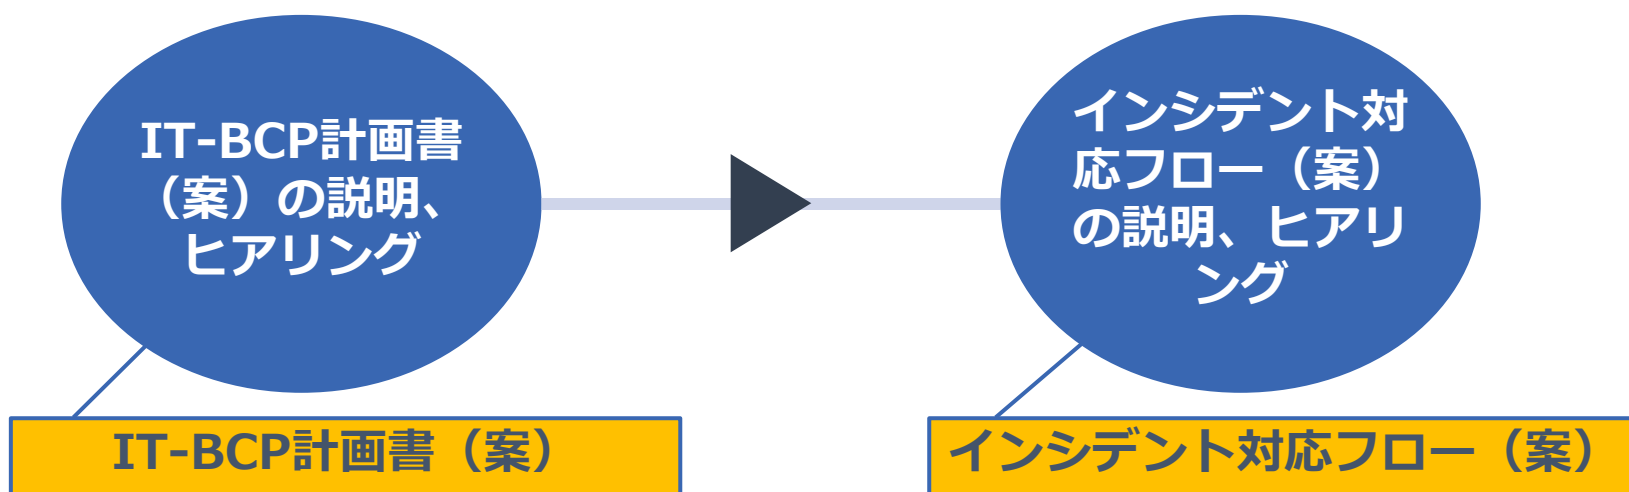 IT-BCP計画書
（案）の説明、
ヒアリング
インシデント対
応フロー（案）
の説明、ヒアリ
ング
IT-BCP計画書（案）
インシデント対応フロー（案）